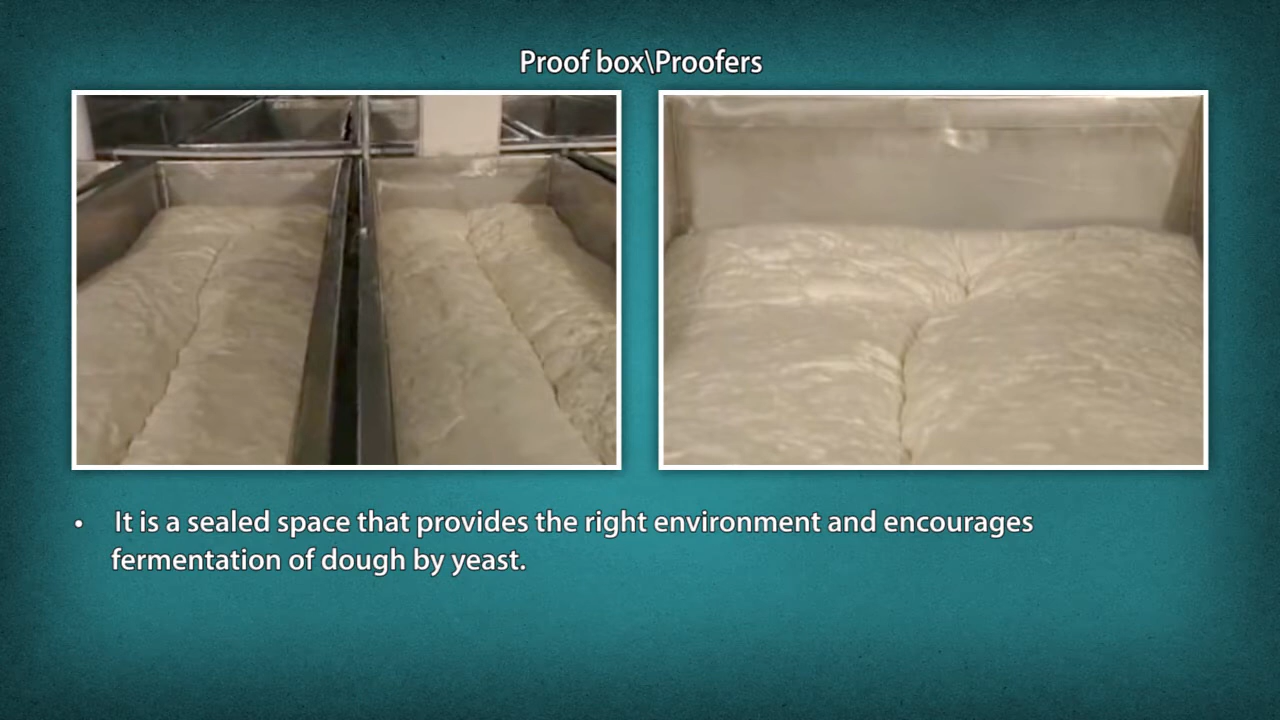 Proof box\Proofers
• It is a sealed space that provides the right environment and encourages
fermentation of dough by yeast.